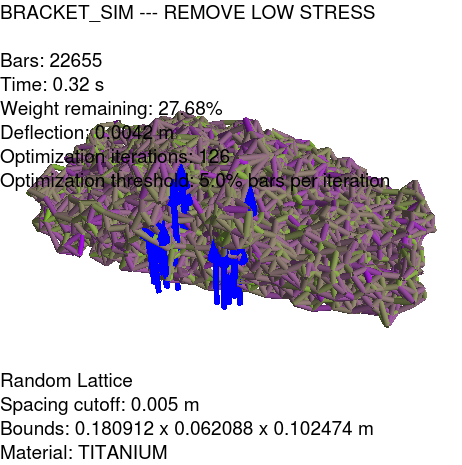 BRACKET_SIM --- REMOVE LOW STRESS
Bars: 22655
Time: 0.32 s
Weight remaining: 27.68%
Deflection: 0.0042 m
Optimization iterations: 126
Optimization threshold: 5.0% bars per iteration
Random Lattice
Spacing cutoff: 0.005 m
Bounds: 0.180912 x 0.062088 x 0.102474 m
Material: TITANIUM